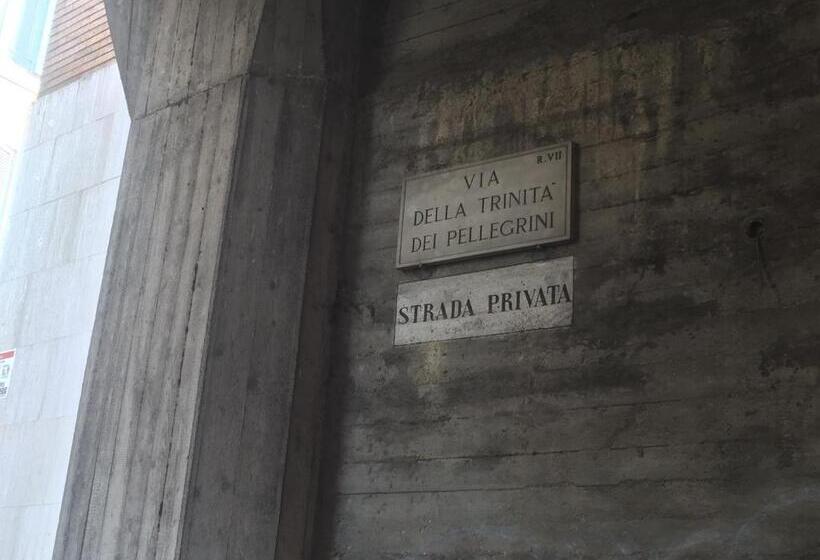 R. VII
VIA
DELLA TRINITA'
DEI PELLEGRINI
STRADA PRIVATA